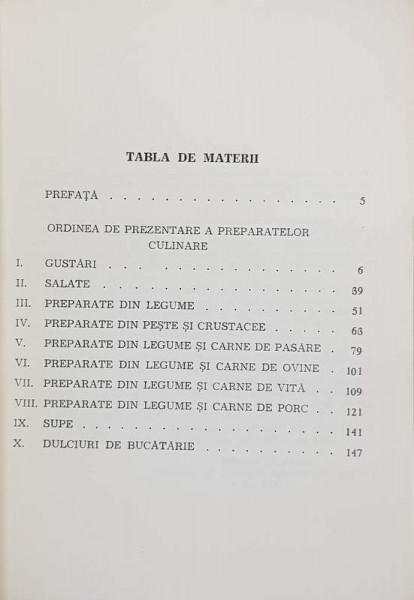 TABLA DE MATERII
PREFAȚĂ . . . . . . . . . . . . . . . . . 5
ORDINEA DE PREZENTARE A PREPARATELOR
CULINARE
I. GUSTĂRI . . . . . . . . . . . . . . . 6
II. SALATE . . . . . . . . . . . . . . . . 39
III. PREPARATE DIN LEGUME . . . . . . . . . 51
IV. PREPARATE DIN PEȘTE ȘI CRUSTACEE . . . . . 63
V. PREPARATE DIN LEGUME ȘI CARNE DE PASĂRE . 79
VI. PREPARATE DIN LEGUME ȘI CARNE DE OVINE . 101
VII. PREPARATE DIN LEGUME ȘI CARNE DE VITĂ . . 109
VIII. PREPARATE DIN LEGUME ȘI CARNE DE PORC . . 121
IX. SUPE . . . . . . . . . . . . . . . . . 141
X. DULCIURI DE BUCĂTĂRIE . . . . . . . . . 147